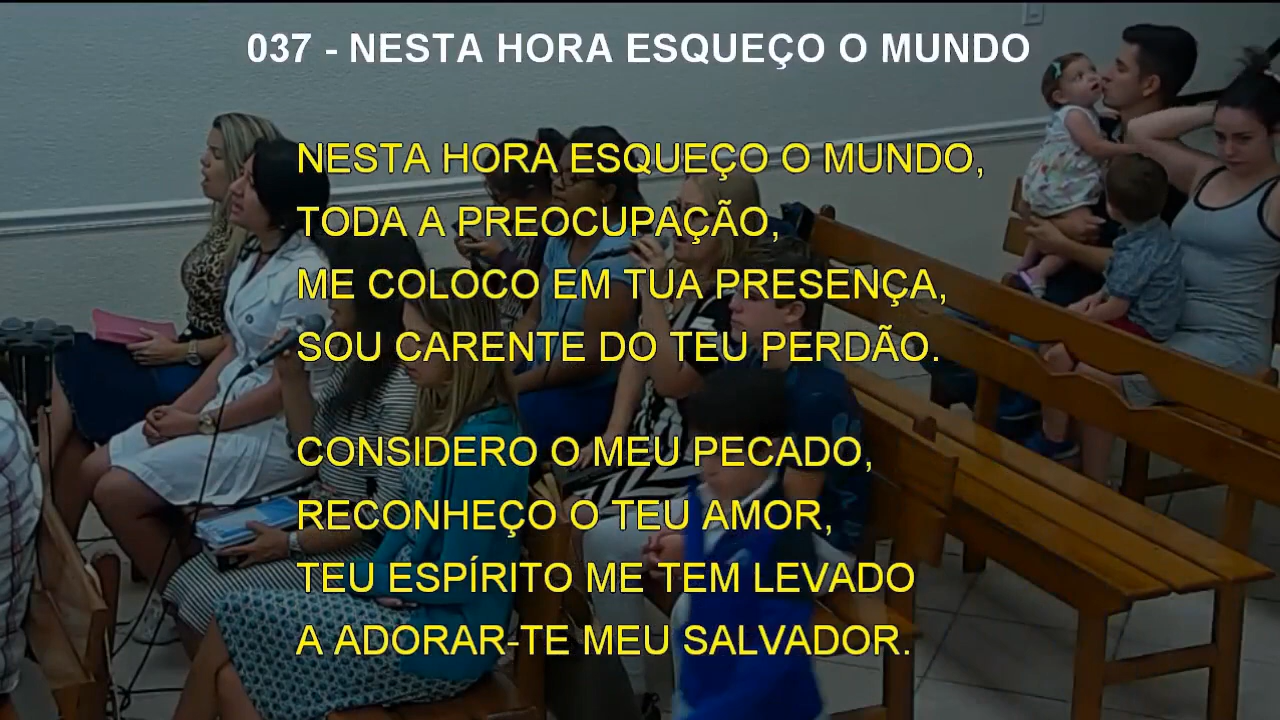 037 - NESTA HORA ESQUEÇO O MUNDO
NESTA HORA ESQUEÇO O MUNDO,
TODA A PREOCUPAÇÃO,
ME COLOCO EM TUA PRESENÇA,
SOU CARENTE DO TEU PERDÃO.
CONSIDERO O MEU PECADO,
RECONHEÇO O TEU AMOR,
TEU ESPÍRITO ME TEM LEVADO
A ADORAR-TE MEU SALVADOR.